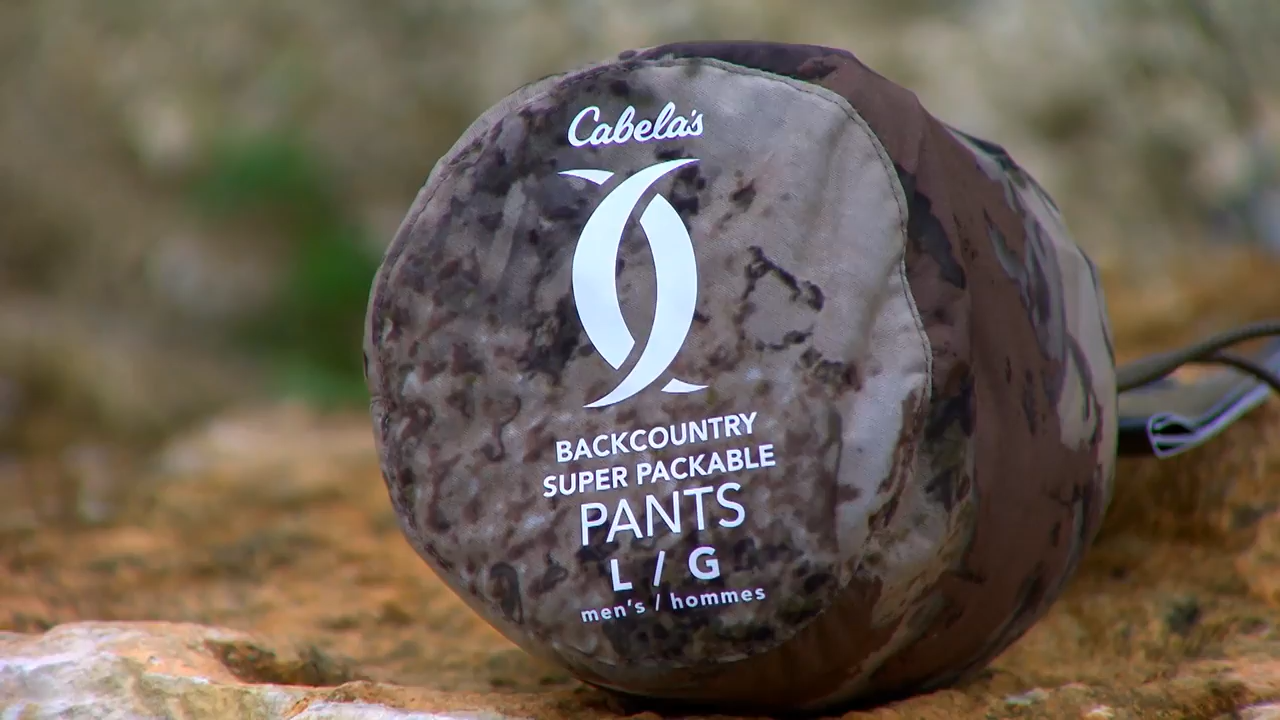 Cabela's
BACKCOUNTRY
SUPER PACKABLE
PANTS
L / G
men's / hommes